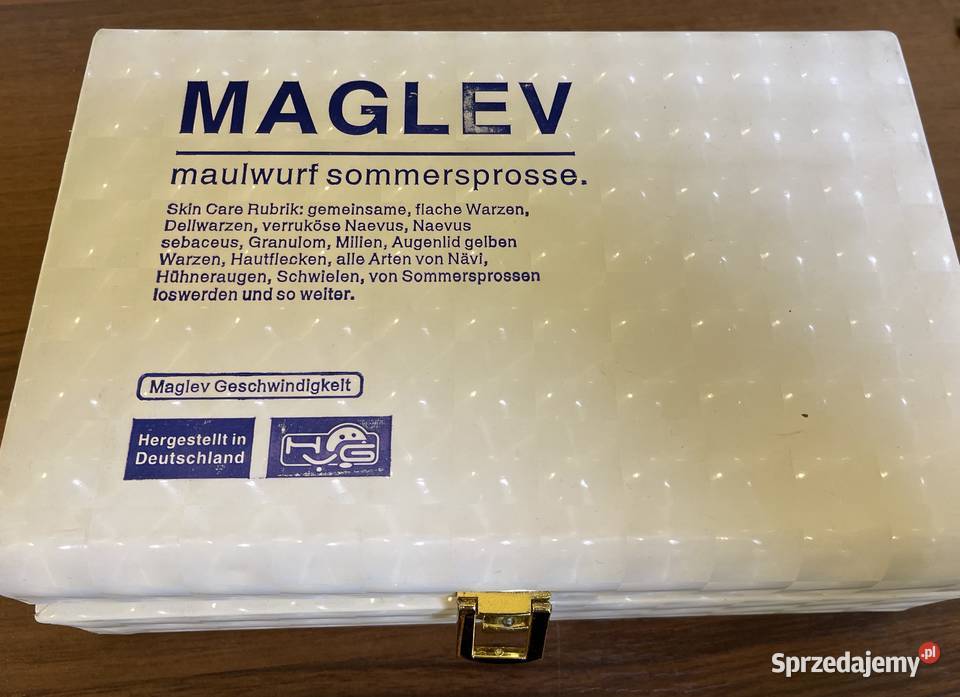 MAGLEV
maulwurf sommersprosse.
Skin Care Rubrik: gemeinsame, flache Warzen,
Dellwarzen, verruköse Naevus, Naevus
sebaceus, Granulom, Milien, Augenlid gelben
Warzen, Hautflecken, alle Arten von Nävi,
Hühneraugen, Schwielen, von Sommersprossen
loswerden und so weiter.
Maglev Geschwindigkeit
Hergestellt in
Deutschland
Sprzedajemy.pl